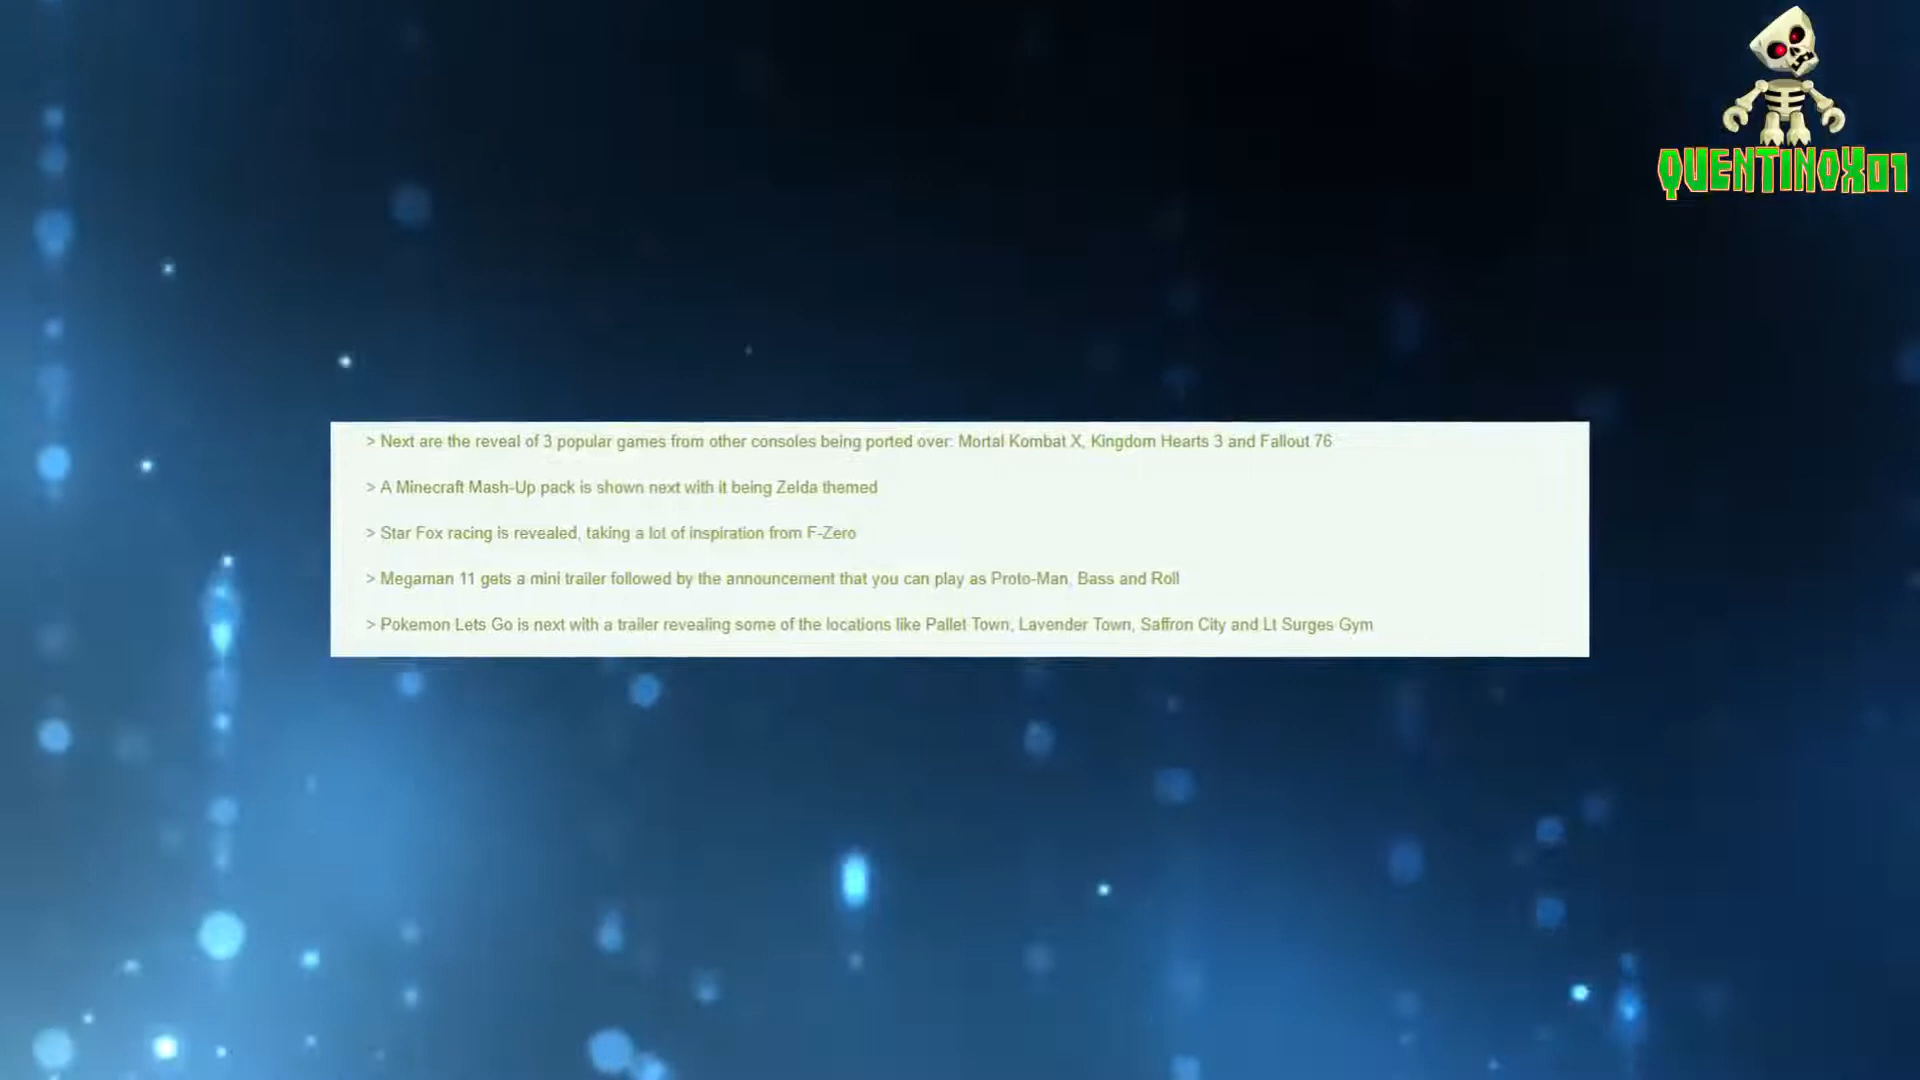 QUENTINOX01
> Next are the reveal of 3 popular games from other consoles being ported over: Mortal Kombat X, Kingdom Hearts 3 and Fallout 76
> A Minecraft Mash-Up pack is shown next with it being Zelda themed
> Star Fox racing is revealed, taking a lot of inspiration from F-Zero
> Megaman 11 gets a mini trailer followed by the announcement that you can play as Proto-Man, Bass and Roll
> Pokemon Lets Go is next with a trailer revealing some of the locations like Pallet Town, Lavender Town, Saffron City and Lt Surges Gym